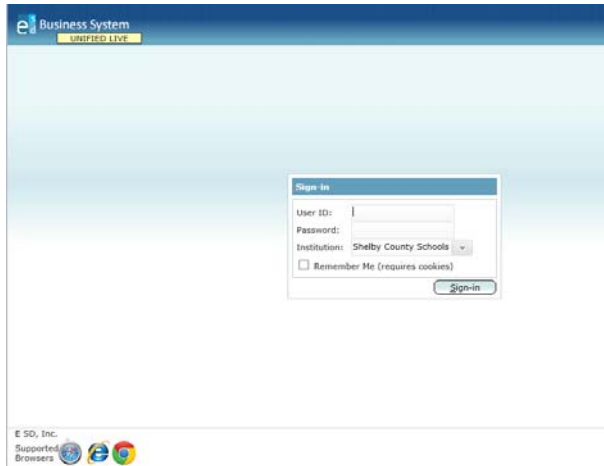 e Business System
UNIFIED LIVE
Sign-in
User ID:
Password:
Institution: Shelby County Schools
Remember Me (requires cookies)
Sign-in
E SD, Inc.
Supported
Browsers